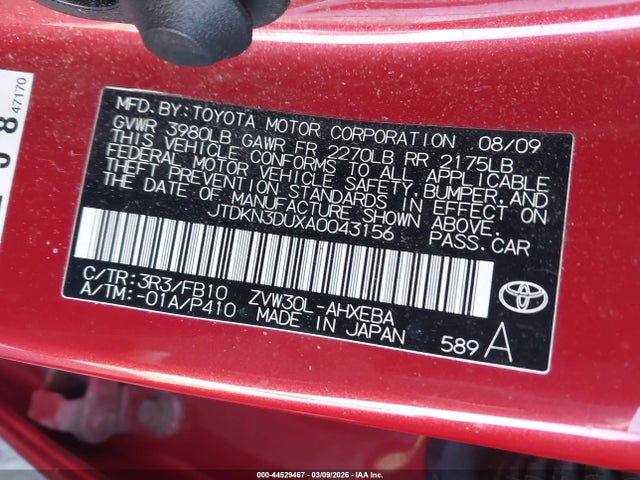 MFD. BY: TOYOTA MOTOR CORPORATION 08/09
GVWR 3980LB GAWR FR 2270LB RR 2175LB
THIS VEHICLE CONFORMS TO ALL APPLICABLE
FEDERAL MOTOR VEHICLE SAFETY, BUMPER, AND
THEFT PREVENTION STANDARDS IN EFFECT ON
THE DATE OF MANUFACTURE SHOWN ABOVE.
JTDKN3DUXA0043156 PASS. CAR
C/TR: 3R3/FB10 ZVW30L-AHXEBA
A/TM: -01A/P410 MADE IN JAPAN
589 A
47170
8
000-44529467 | 03/09/2026 | IAA Inc.